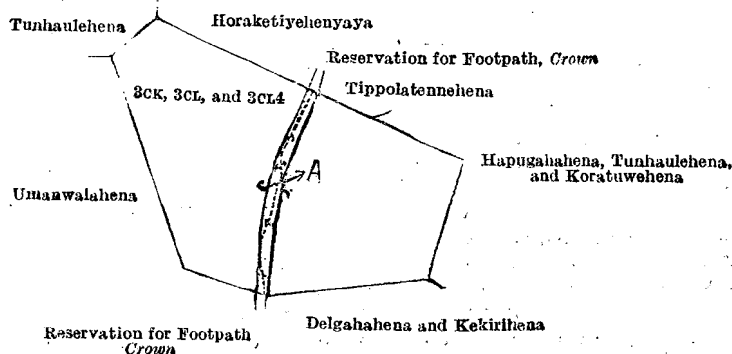 Tunhaulehena
Horaketiyehenyaya
Reservation for Footpath, Crown
3CK, 3CL, and 3CL4
Tippolatennehena
Hapugahahena, Tunhaulehena,
and Koratuwehena
A
Umanwalahena
Delgahahena and Kekirihena
Reservation for Footpath
Crown